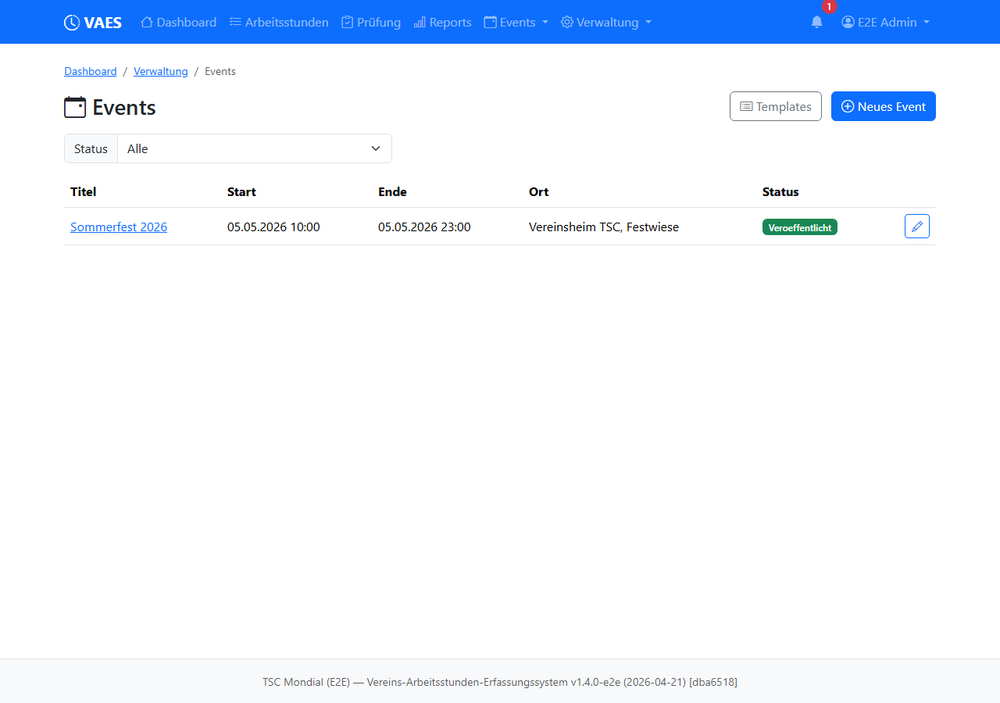 VAES Dashboard Arbeitsstunden Prüfung Reports Events Verwaltung 1 E2E Admin
Dashboard / Verwaltung / Events
Events Templates Neues Event
Status Alle
Titel Start Ende Ort Status
Sommerfest 2026 05.05.2026 10:00 05.05.2026 23:00 Vereinsheim TSC, Festwiese Veroeffentlicht
TSC Mondial (E2E) — Vereins-Arbeitsstunden-Erfassungssystem v1.4.0-e2e (2026-04-21) [dba6518]